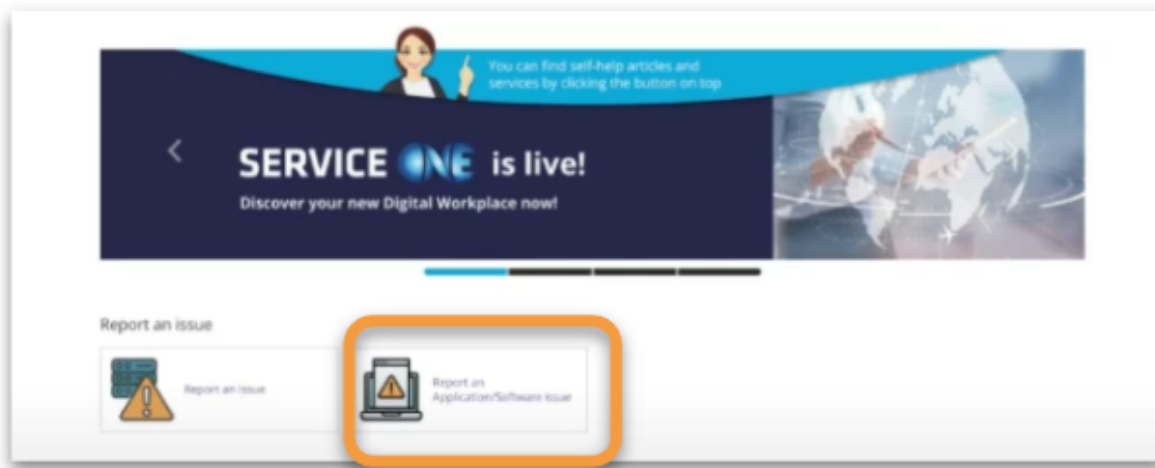 You can find self-help articles and
services by clicking the button on top
SERVICE ONE is live!
Discover your new Digital Workplace now!
Report an issue
Report an Issue
Report an
Application/Software Issue